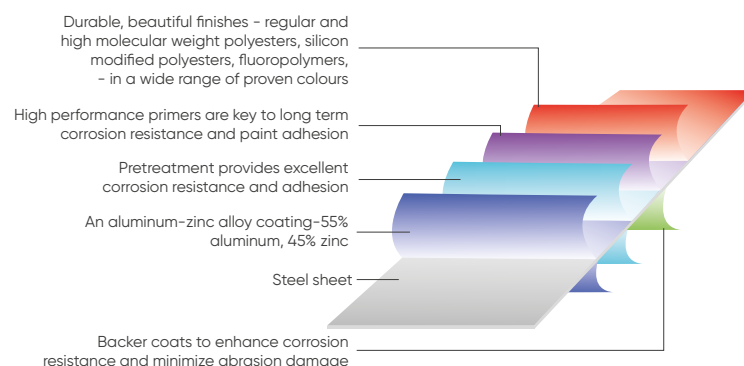 Durable, beautiful finishes - regular and
high molecular weight polyesters, silicon
modified polyesters, fluoropolymers,
- in a wide range of proven colours
High performance primers are key to long term
corrosion resistance and paint adhesion
Pretreatment provides excellent
corrosion resistance and adhesion
An aluminum-zinc alloy coating-55%
aluminum, 45% zinc
Steel sheet
Backer coats to enhance corrosion
resistance and minimize abrasion damage